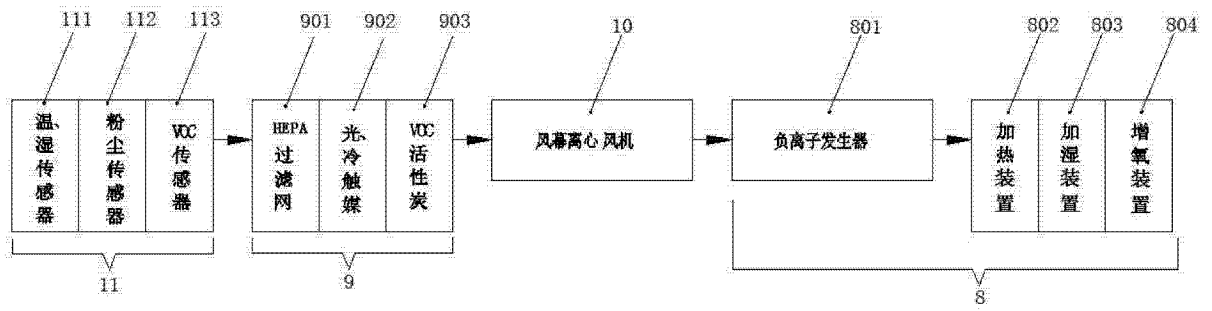 111 112 113 901 902 903 10 801 802 803 804
温、湿传感器
粉尘传感器
VOC传感器
HEPA过滤网
光、冷触媒
VOC活性炭
风幕离心风机
负离子发生器
加热装置
加湿装置
增氧装置
11 9 8